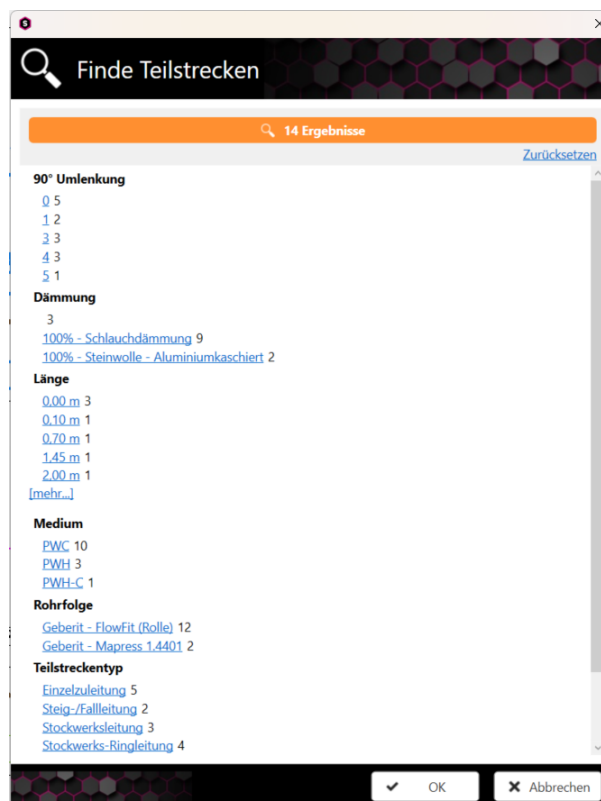 S
Finde Teilstrecken
14 Ergebnisse
Zurücksetzen
90° Umlenkung
0 5
1 2
3 3
4 3
5 1
Dämmung
3
100% - Schlauchdämmung 9
100% - Steinwolle - Aluminiumkaschiert 2
Länge
0,00 m 3
0,10 m 1
0,70 m 1
1,45 m 1
2,00 m 1
[mehr...]
Medium
PWC 10
PWH 3
PWH-C 1
Rohrfolge
Geberit - FlowFit (Rolle) 12
Geberit - Mapress 1.4401 2
Teilstreckentyp
Einzelzuleitung 5
Steig-/Fallleitung 2
Stockwerksleitung 3
Stockwerks-Ringleitung 4
OK
Abbrechen